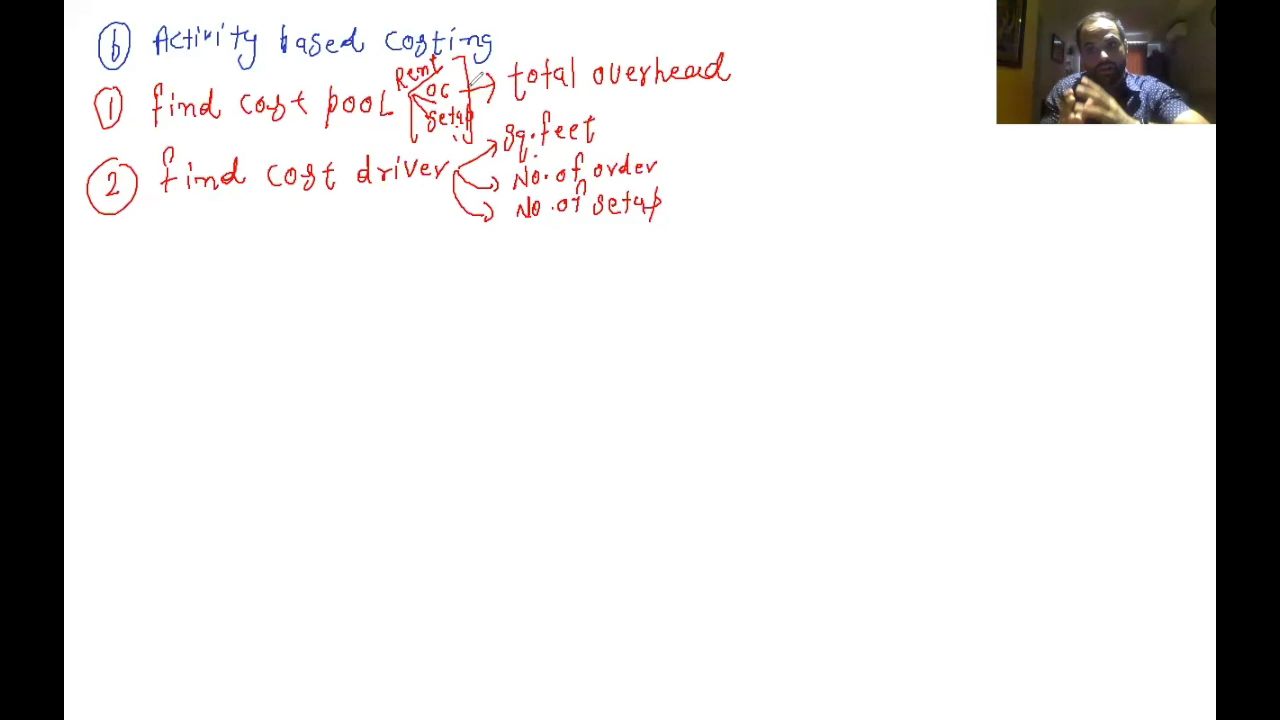 (b) Activity based costing
(1) find cost pool Rent OC setup → total overhead
(2) find cost driver → sq. feet
No. of order
No. of setup